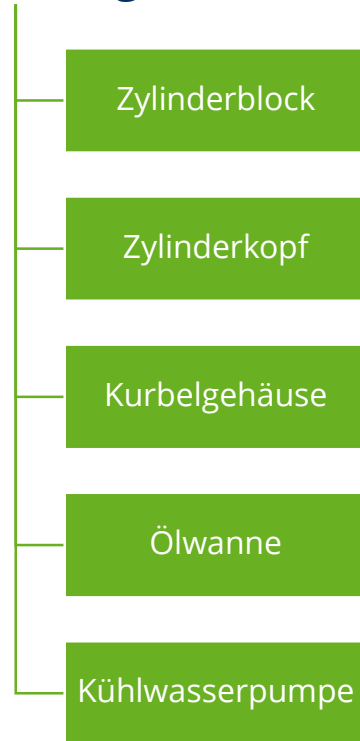 Zylinderblock
Zylinderkopf
Kurbelgehäuse
Ölwanne
Kühlwasserpumpe